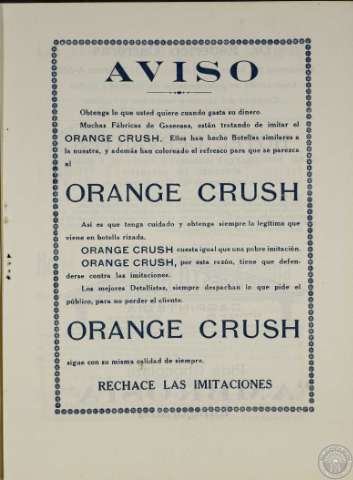 AVISO
Obtenga lo que usted quiere cuando gasta su dinero.
Muchas Fábricas de Gaseosas, están tratando de imitar el
ORANGE CRUSH. Ellos han hecho Botellas similares a
la nuestra, y además han coloreado el refresco para que se parezca
al
ORANGE CRUSH
Así es que tenga cuidado y obtenga siempre la legítima que
viene en botella rizada.
ORANGE CRUSH cuesta igual que una pobre imitación.
ORANGE CRUSH, por esta razón, tiene que defen-
derse contra las imitaciones.
Los mejores Detallistas, siempre despachan lo que pide el
público, para no perder el cliente.
ORANGE CRUSH
sigue con su misma calidad de siempre.
RECHACE LAS IMITACIONES